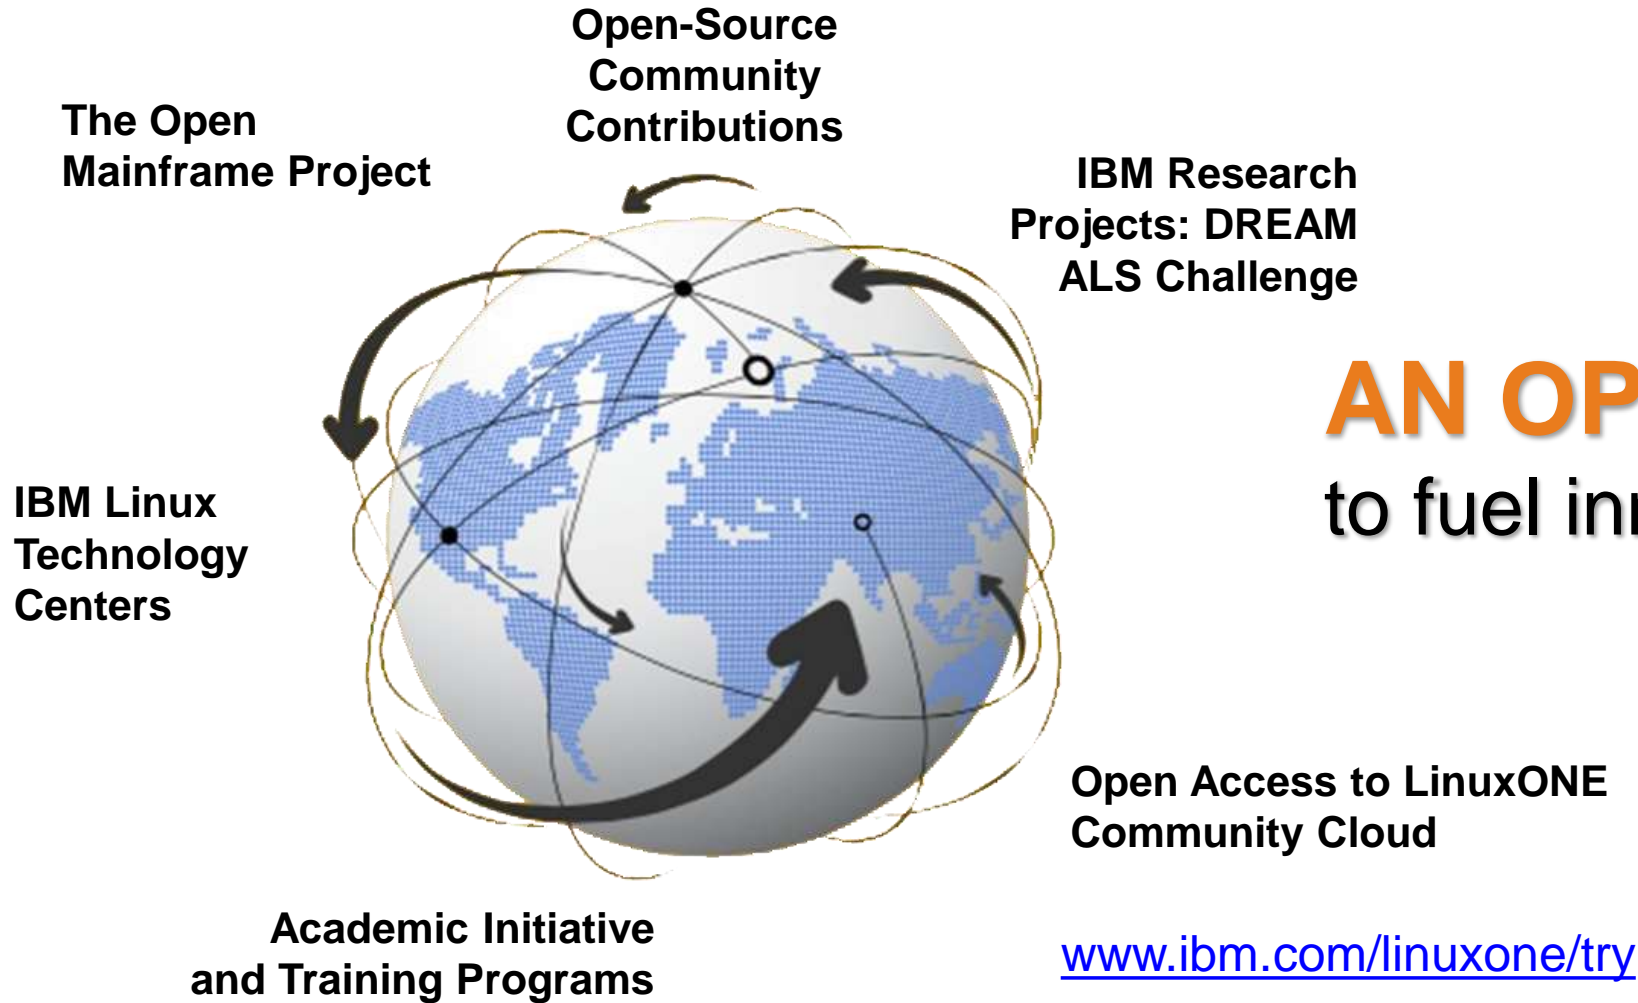 Open-Source
Community
Contributions
The Open
Mainframe Project
IBM Research
Projects: DREAM
ALS Challenge
AN OP
to fuel inn
IBM Linux
Technology
Centers
Open Access to LinuxONE
Community Cloud
Academic Initiative
and Training Programs
www.ibm.com/linuxone/try